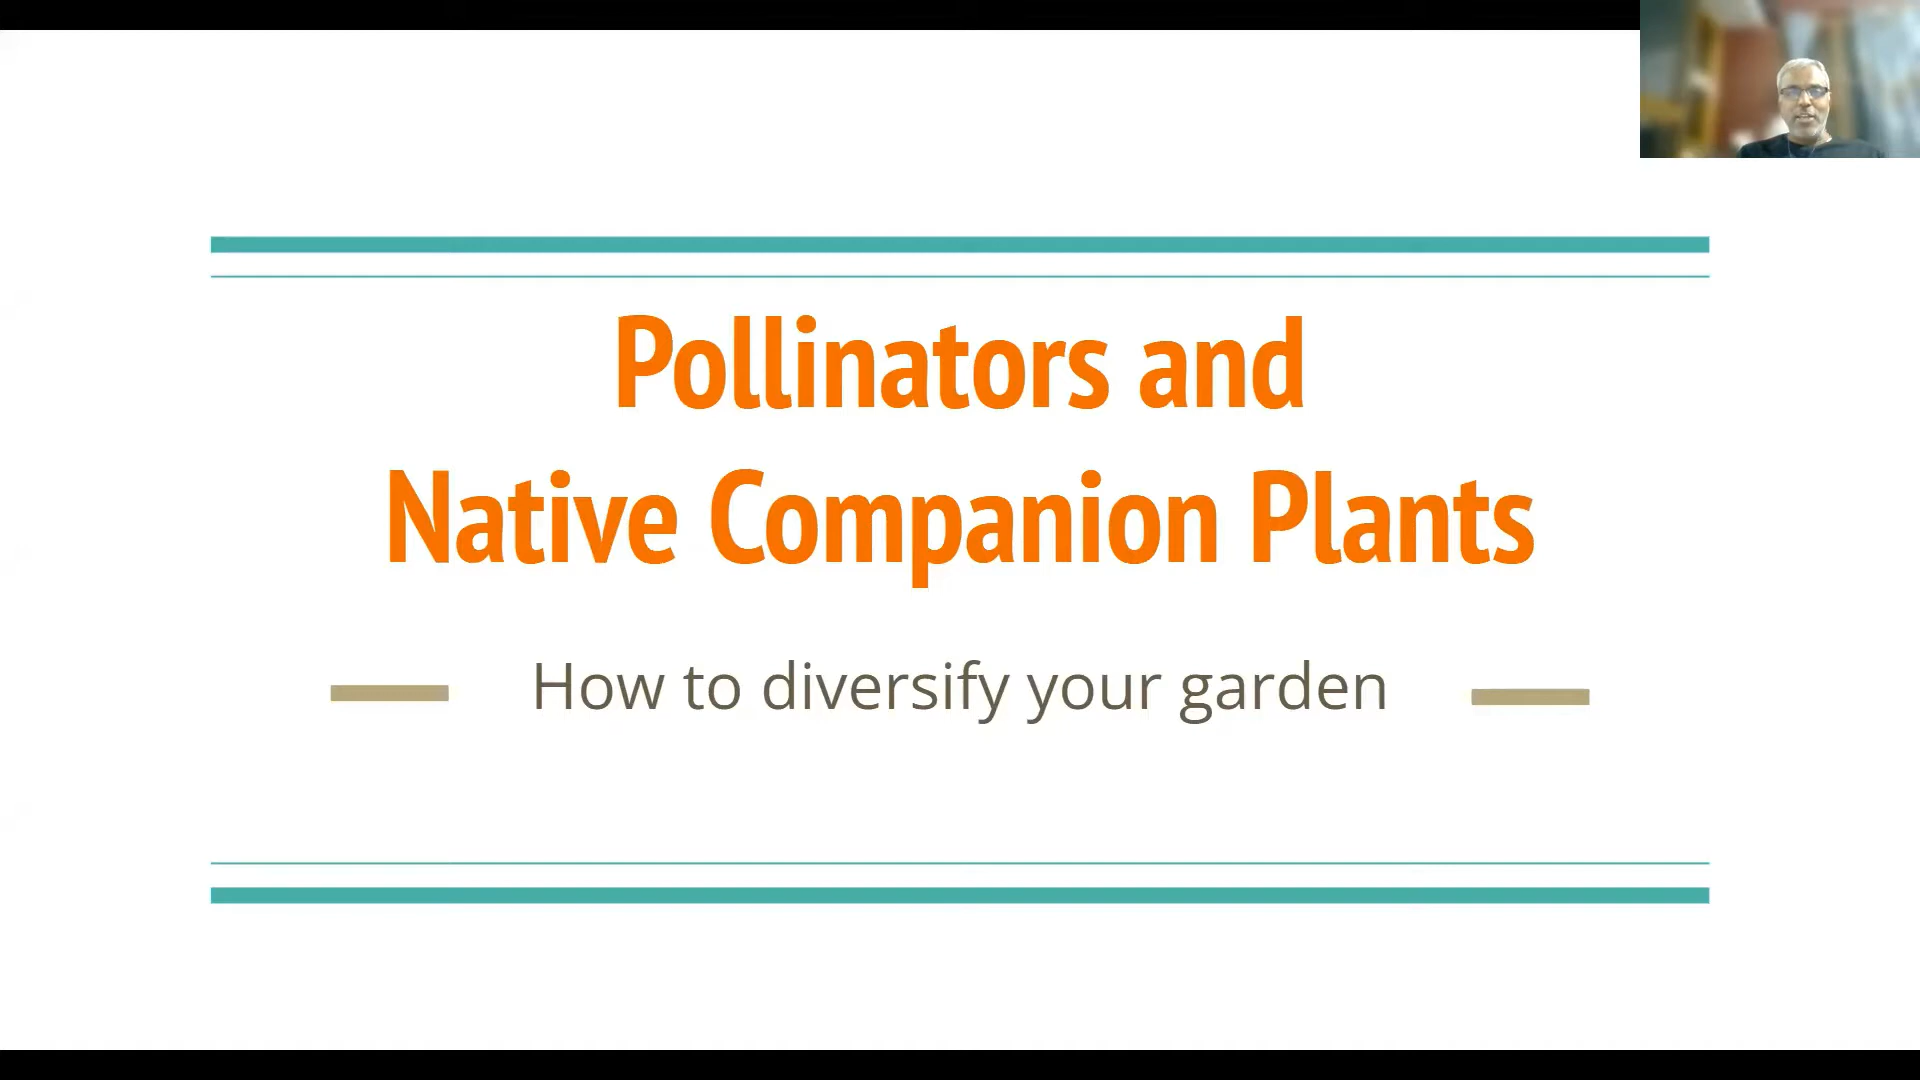 Pollinators and
Native Companion Plants
How to diversify your garden